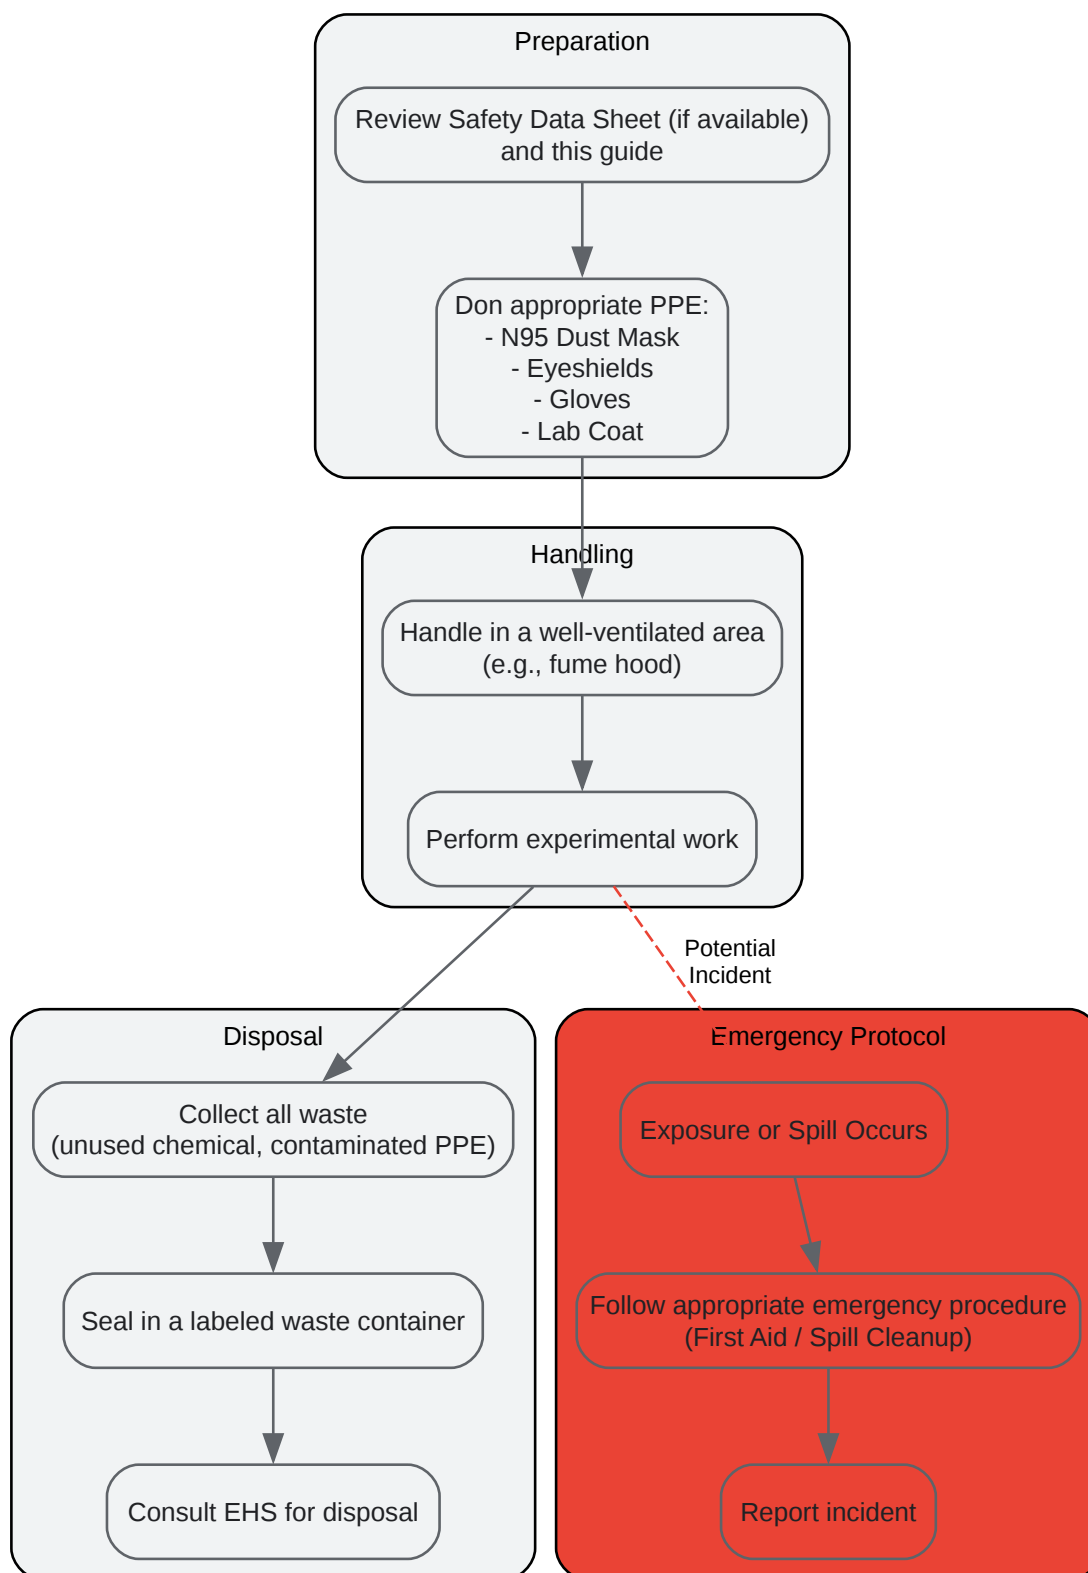 Preparation
Review Safety Data Sheet (if available)
and this guide
Don appropriate PPE:
- N95 Dust Mask
- Eyeshields
- Gloves
- Lab Coat
Handling
Handle in a well-ventilated area
(e.g., fume hood)
Perform experimental work
Potential
Incident
Disposal
Collect all waste
(unused chemical, contaminated PPE)
Seal in a labeled waste container
Consult EHS for disposal
Emergency Protocol
Exposure or Spill Occurs
Follow appropriate emergency procedure
(First Aid / Spill Cleanup)
Report incident